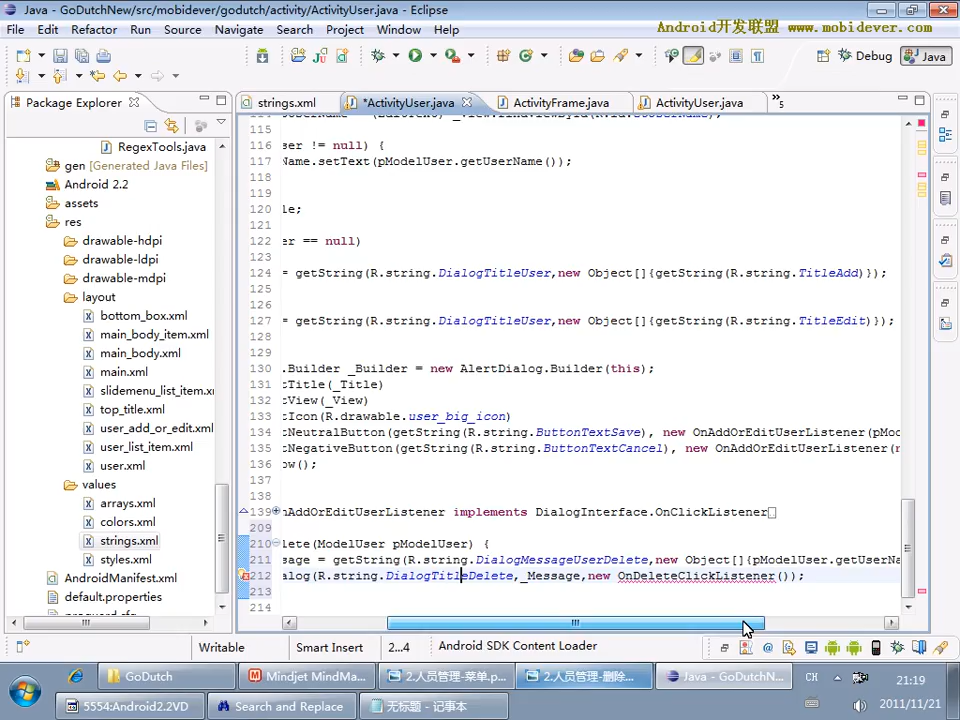 Java - GoDutchNew/src/mobidever/godutch/activity/ActivityUser.java - Eclipse
File Edit Refactor Run Source Navigate Search Project Window Help
Android开发联盟 www.mobidever.com
Debug Java
Package Explorer
strings.xml *ActivityUser.java ActivityFrame.java ActivityUser.java »5
RegexTools.java
gen [Generated Java Files]
Android 2.2
assets
res
drawable-hdpi
drawable-ldpi
drawable-mdpi
layout
bottom_box.xml
main_body_item.xml
main_body.xml
main.xml
slidemenu_list_item.x
top_title.xml
user_add_or_edit.xml
user_list_item.xml
user.xml
values
arrays.xml
colors.xml
strings.xml
styles.xml
AndroidManifest.xml
default.properties
115
116 ser != null) {
117 Name.setText(pModelUser.getUserName());
118
119
120 le;
121
122 er == null)
123
124 = getString(R.string.DialogTitleUser,new Object[]{getString(R.string.TitleAdd)});
125
126
127 = getString(R.string.DialogTitleUser,new Object[]{getString(R.string.TitleEdit)});
128
129
130 .Builder _Builder = new AlertDialog.Builder(this);
131 tTitle(_Title)
132 tView(_View)
133 tIcon(R.drawable.user_big_icon)
134 tNeutralButton(getString(R.string.ButtonTextSave), new OnAddOrEditUserListener(pMo
135 tNegativeButton(getString(R.string.ButtonTextCancel), new OnAddOrEditUserListener(n
136 ow();
137
138
139 nAddOrEditUserListener implements DialogInterface.OnClickListener
209
210 lete(ModelUser pModelUser) {
211 sage = getString(R.string.DialogMessageUserDelete,new Object[]{pModelUser.getUserNa
212 alog(R.string.DialogTitleDelete,_Message,new OnDeleteClickListener());
213
214
Writable Smart Insert 2...4 Android SDK Content Loader
GoDutch Mindjet MindMa... 2.人员管理-菜单.p... 2.人员管理-删除... Java - GoDutchN... CH 21:19
5554:Android2.2VD Search and Replace 无标题 - 记事本 2011/11/21